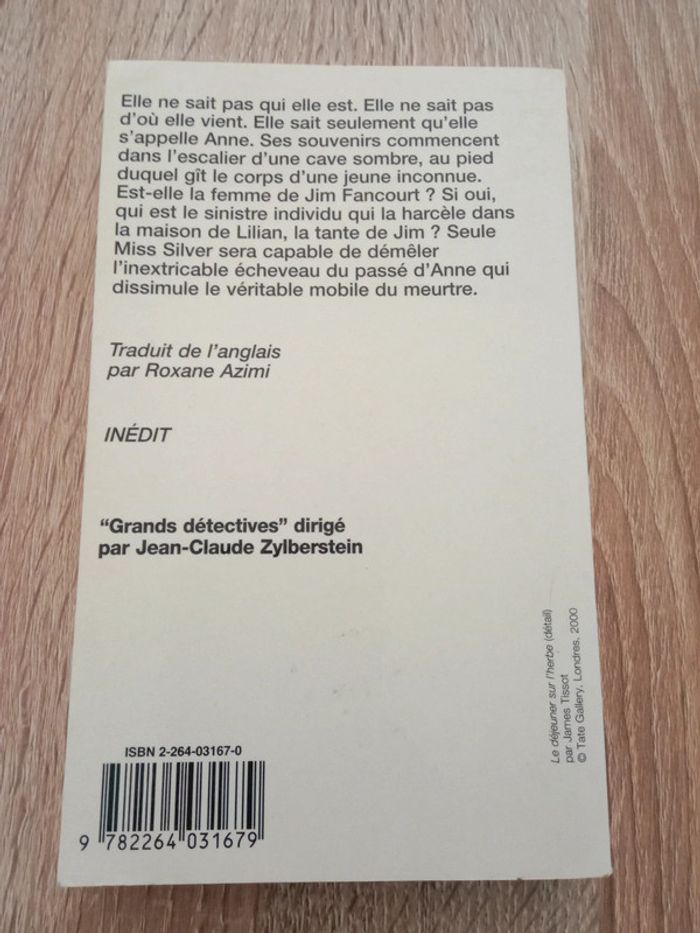 Elle ne sait pas qui elle est. Elle ne sait pas
d'où elle vient. Elle sait seulement qu'elle
s'appelle Anne. Ses souvenirs commencent
dans l'escalier d'une cave sombre, au pied
duquel gît le corps d'une jeune inconnue.
Est-elle la femme de Jim Fancourt ? Si oui,
qui est le sinistre individu qui la harcèle dans
la maison de Lilian, la tante de Jim ? Seule
Miss Silver sera capable de démêler
l'inextricable écheveau du passé d'Anne qui
dissimule le véritable mobile du meurtre.
Traduit de l'anglais
par Roxane Azimi
INÉDIT
“Grands détectives” dirigé
par Jean-Claude Zylberstein
Le déjeuner sur l'herbe (détail)
par James Tissot
© Tate Gallery, Londres, 2000
ISBN 2-264-03167-0
9 782264 031679